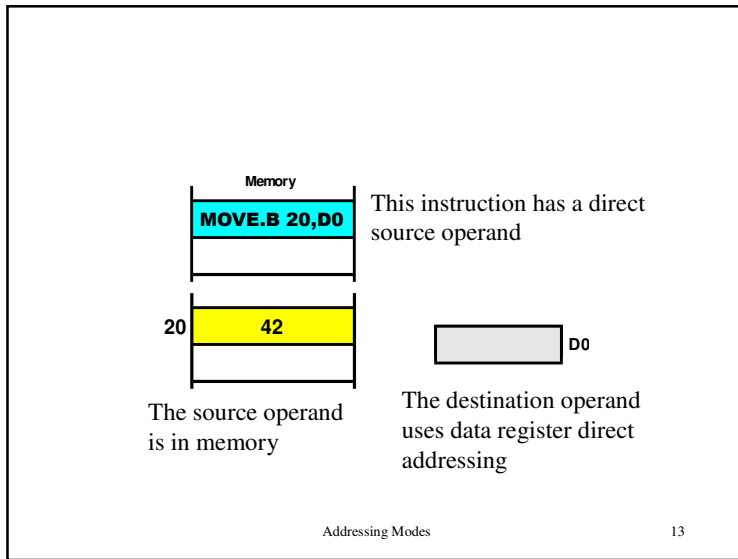 Memory
MOVE.B 20,D0
This instruction has a direct
source operand
20
42
D0
The source operand
is in memory
The destination operand
uses data register direct
addressing
Addressing Modes
13